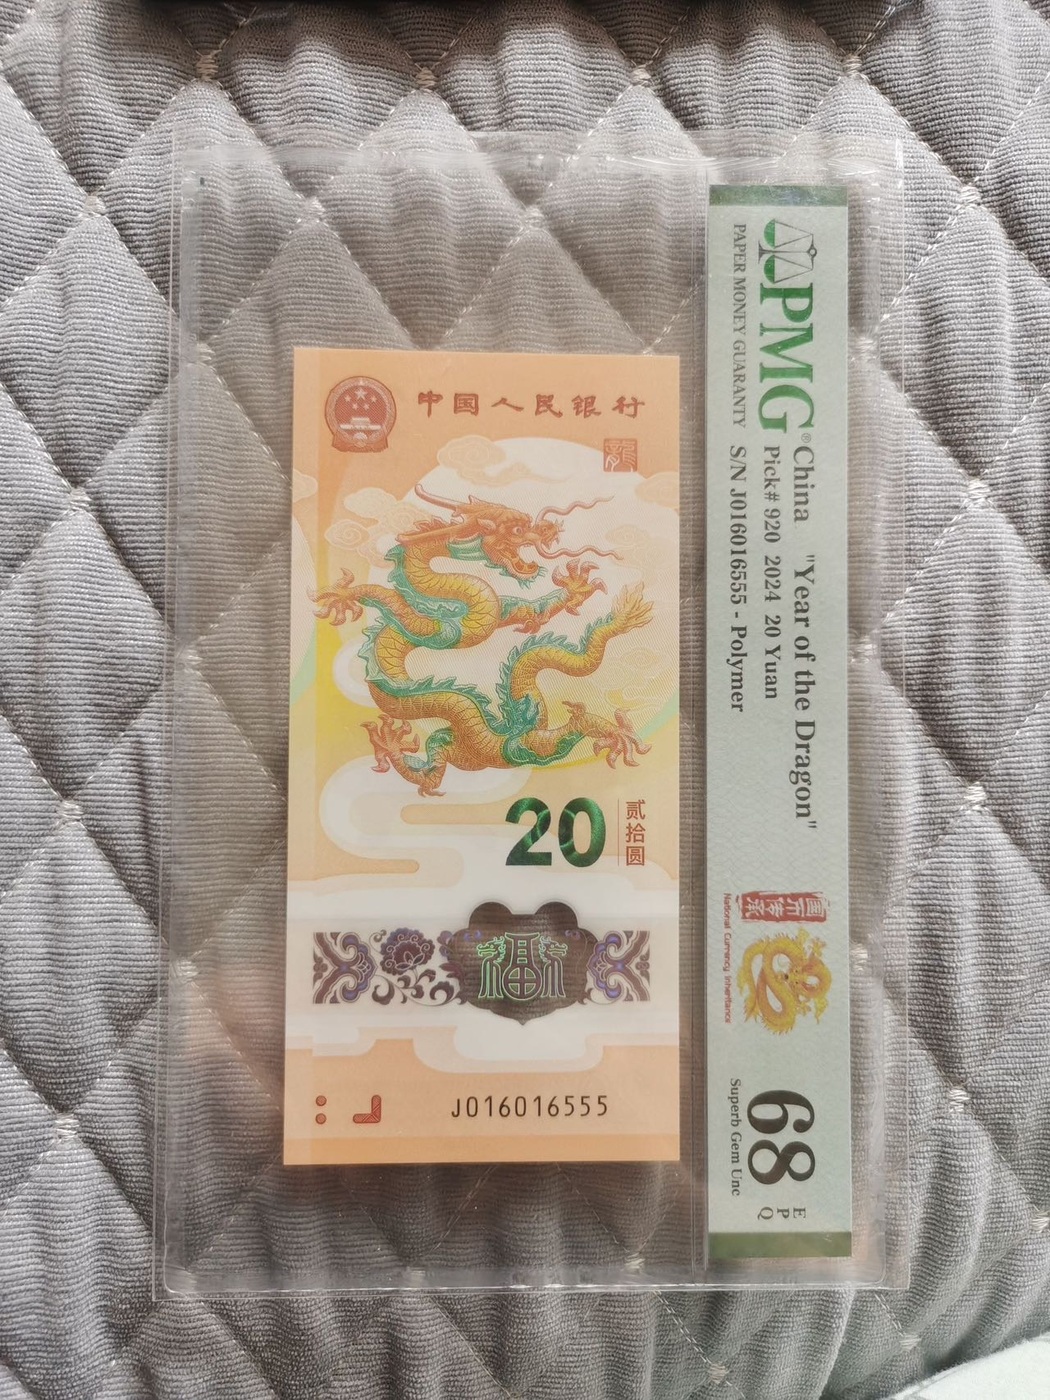 中国人民银行
龍
20
贰拾圆
福
J016016555
PMG®
PAPER MONEY GUARANTY
China "Year of the Dragon"
Pick# 920 2024 20 Yuan
S/N J016016555 - Polymer
国币传承
National Currency Inheritance
68
EPQ
Superb Gem Unc